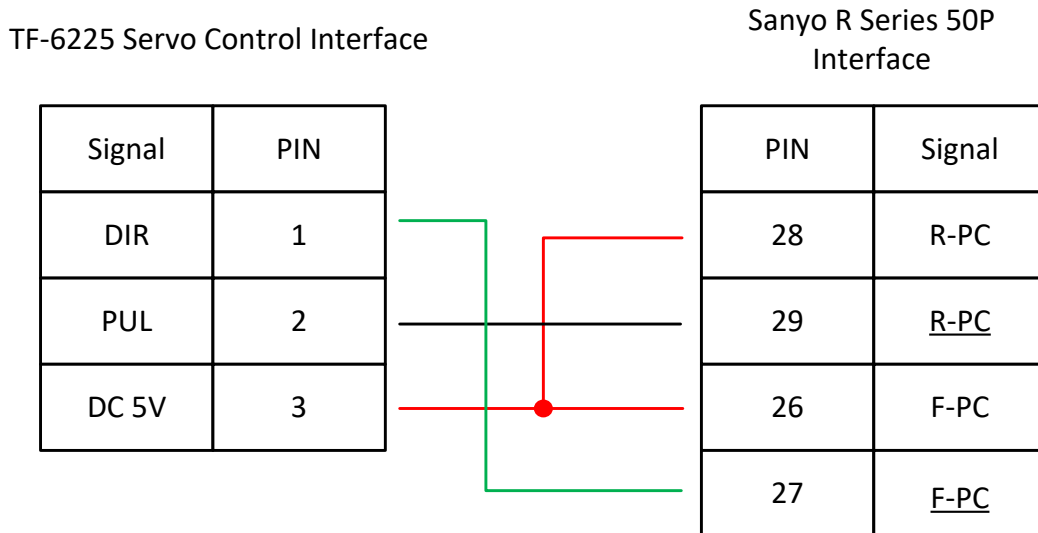 TF-6225 Servo Control Interface
Sanyo R Series 50P
Interface
Signal PIN
DIR 1
PUL 2
DC 5V 3
PIN Signal
28 R-PC
29 R-PC
26 F-PC
27 F-PC